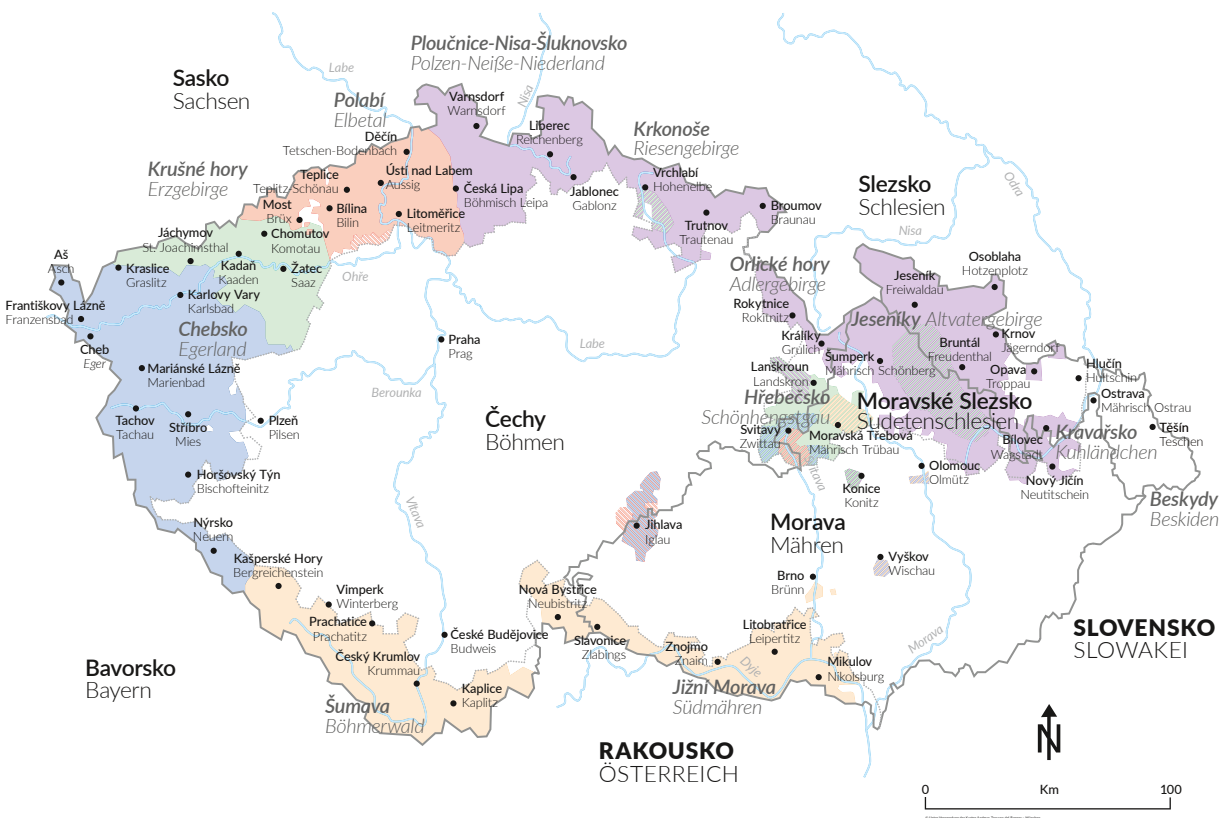 Ploučnice-Nisa-Šluknovsko
Polzen-Neiße-Niederland
Sasko
Sachsen
Labe
Nisa
Polabí
Elbetal
Varnsdorf
Warnsdorf
Liberec
Reichenberg
Krkonoše
Riesengebirge
Děčín
Tetschen-Bodenbach
Krušné hory
Erzgebirge
Teplice
Teplitz-Schönau
Ústí nad Labem
Aussig
Česká Lipa
Böhmisch Leipa
Jablonec
Gablonz
Vrchlabí
Hohenelbe
Slezsko
Schlesien
Odra
Most
Brüx
Bílina
Bilin
Litoměřice
Leitmeritz
Trutnov
Trautenau
Broumov
Braunau
Nisa
Jáchymov
St. Joachimsthal
Chomutov
Komotau
Aš
Asch
Kraslice
Graslitz
Kadaň
Kaaden
Žatec
Saaz
Ohře
Orlické hory
Adlergebirge
Jeseník
Freiwaldau
Osoblaha
Hotzenplotz
Františkovy Lázně
Franzensbad
Karlovy Vary
Karlsbad
Rokytnice
Rokitnitz
Jeseníky Altvatergebirge
Chebsko
Egerland
Cheb
Eger
Praha
Prag
Labe
Králíky
Grulich
Bruntál
Freudenthal
Krnov
Jägerndorf
Mariánské Lázně
Marienbad
Šumperk
Mährisch Schönberg
Lanškroun
Landskron
Opava
Troppau
Hlučín
Hultschin
Berounka
Hřebečsko
Schönhengstgau
Moravské Slezsko
Sudetenschlesien
Ostrava
Mährisch Ostrau
Tachov
Tachau
Stříbro
Mies
Plzeň
Pilsen
Čechy
Böhmen
Svitavy
Zwittau
Moravská Třebová
Mährisch Trübau
Bílovec
Wagstadt
Kravařsko
Kuhländchen
Těšín
Teschen
Horšovský Týn
Bischofteinitz
Svitava
Olomouc
Olmütz
Nový Jičín
Neutitschein
Konice
Konitz
Beskydy
Beskiden
Vltava
Nýrsko
Neuern
Jihlava
Iglau
Morava
Mähren
Kašperské Hory
Bergreichenstein
Vyškov
Wischau
Vimperk
Winterberg
Nová Bystřice
Neubistritz
Brno
Brünn
Prachatice
Prachatitz
České Budějovice
Budweis
Slavonice
Zlabings
Litobratřice
Leipertitz
SLOVENSKO
SLOWAKEI
Morava
Bavorsko
Bayern
Český Krumlov
Krummau
Znojmo
Znaim
Dyje
Mikulov
Nikolsburg
Kaplice
Kaplitz
Jižní Morava
Südmähren
Šumava
Böhmerwald
RAKOUSKO
ÖSTERREICH
N
0 Km 100